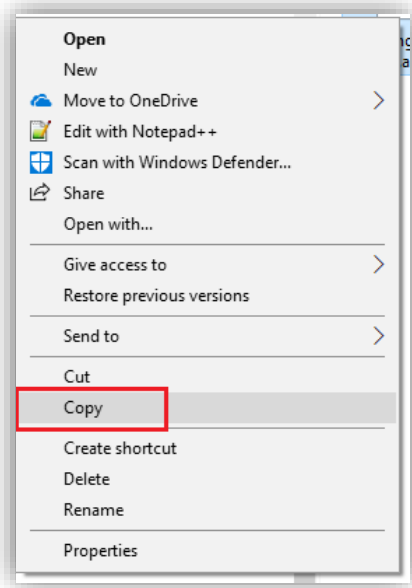 Open
New
Move to OneDrive
Edit with Notepad++
Scan with Windows Defender...
Share
Open with...
Give access to
Restore previous versions
Send to
Cut
Copy
Create shortcut
Delete
Rename
Properties